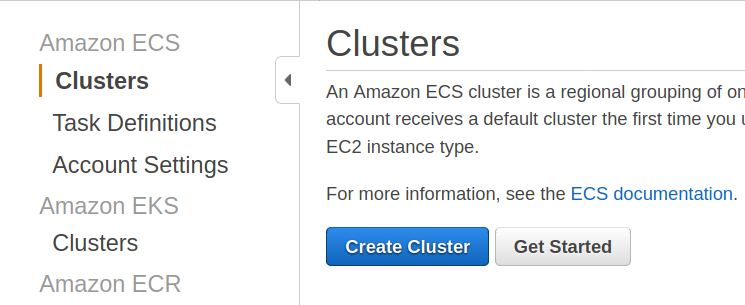 Amazon ECS
Clusters
Task Definitions
Account Settings
Amazon EKS
Clusters
Amazon ECR
Clusters
An Amazon ECS cluster is a regional grouping of on
account receives a default cluster the first time you u
EC2 instance type.
For more information, see the ECS documentation.
Create Cluster
Get Started